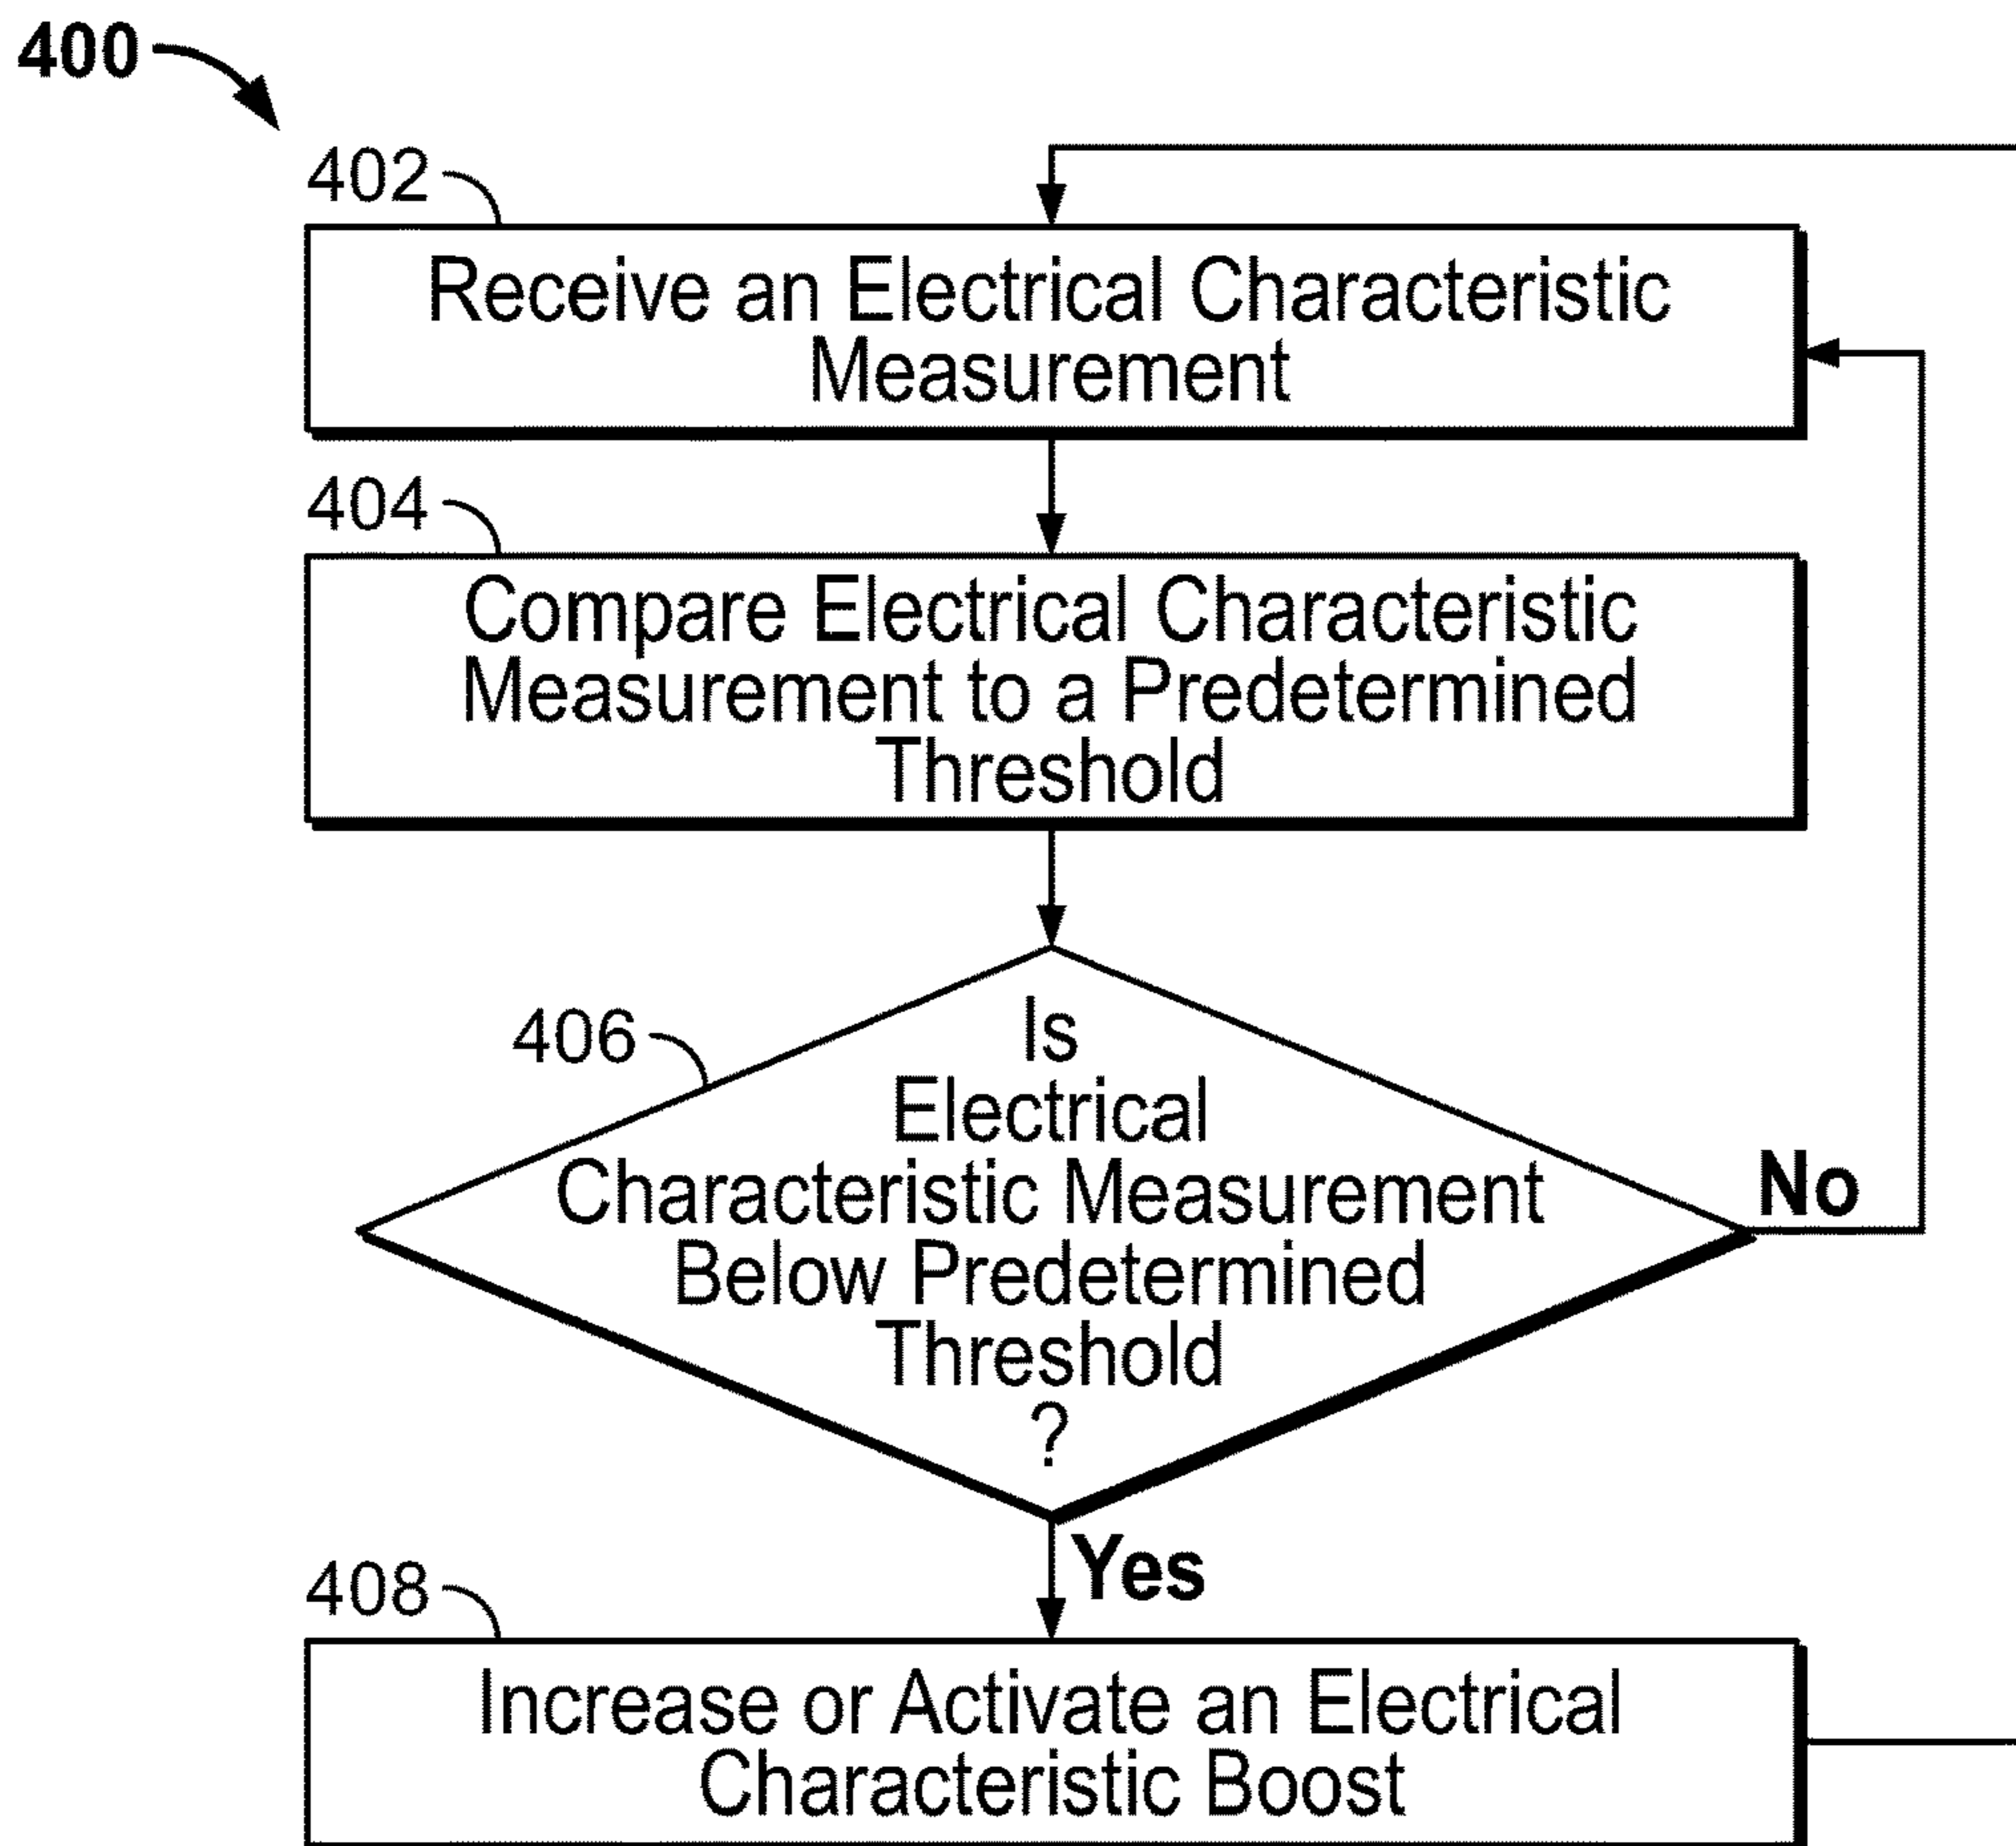 400
402
Receive an Electrical Characteristic
Measurement
404
Compare Electrical Characteristic
Measurement to a Predetermined
Threshold
406
Is
Electrical
Characteristic Measurement
Below Predetermined
Threshold
?
No
Yes
408
Increase or Activate an Electrical
Characteristic Boost